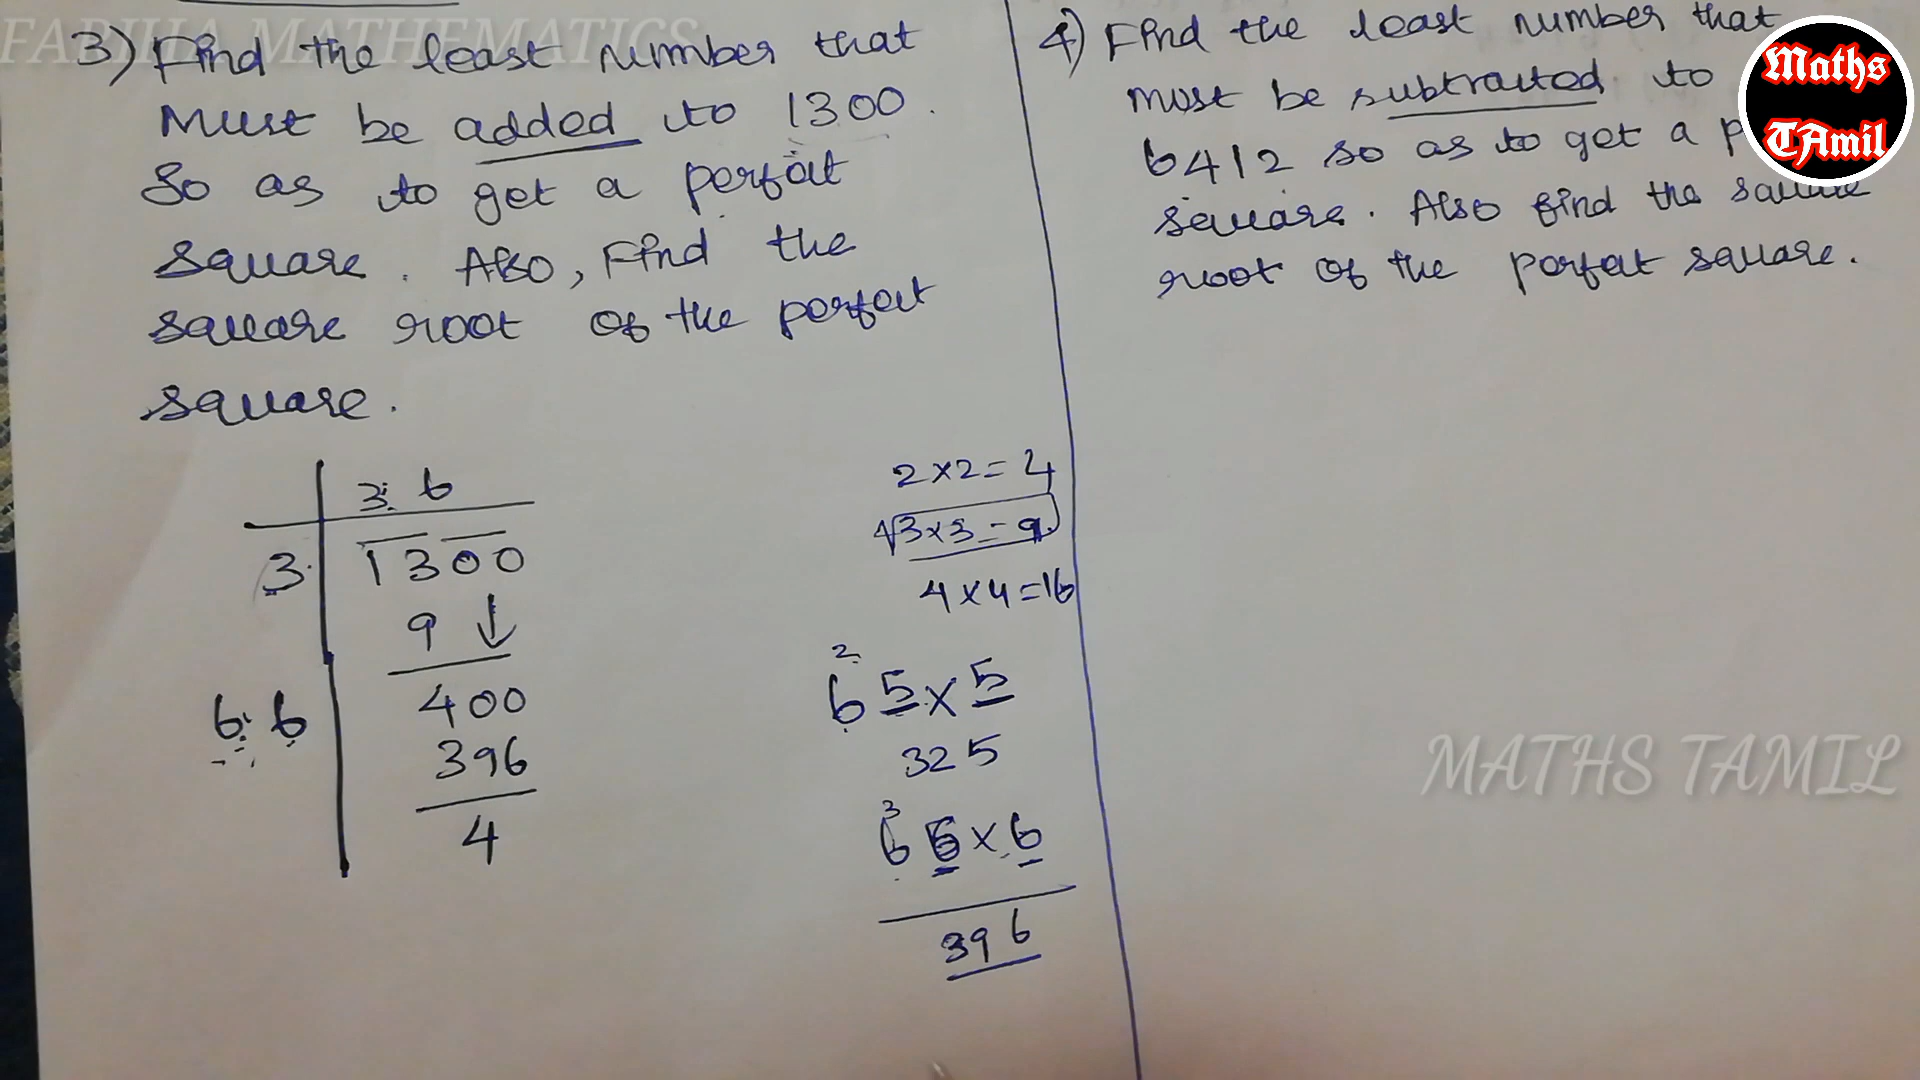 FABIHA MATHEMATICS
3) Find the least number that
Must be added to 1300.
So as to get a perfect
square. Also, Find the
square root of the perfect
square.
3 6
3 1300
9 ↓
6 6 400
396
4
2×2=4
4√3×3=9
4×4=16
2
65×5
325
3
66×6
396
4) Find the least number that
must be subtracted to
6412 so as to get a p
square. Also find the square
root of the perfect square.
Maths
TAmil
MATHS TAMIL